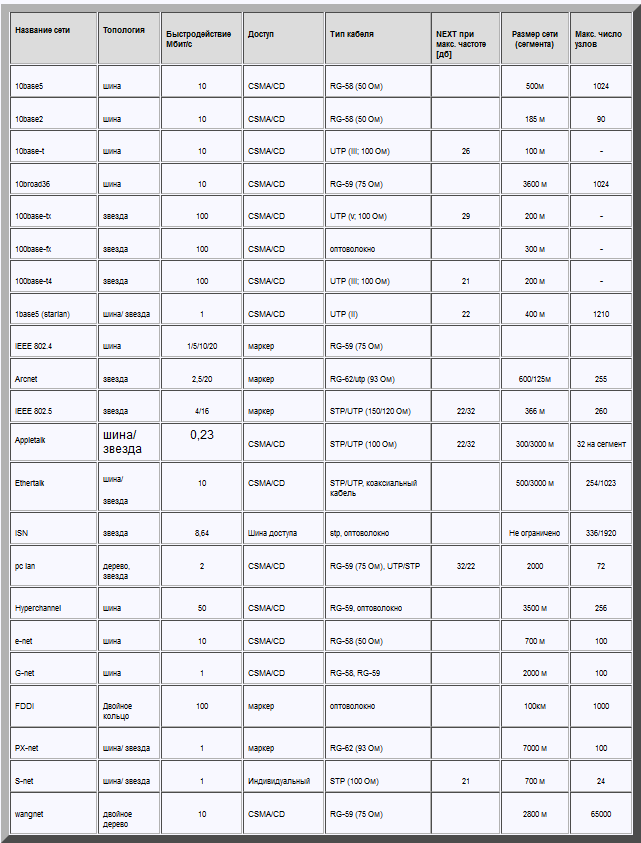 Название сети Топология Быстродействие Мбит/с Доступ Тип кабеля NEXT при макс. частоте [дб] Размер сети (сегмента) Макс. число узлов
10base5 шина 10 CSMA/CD RG-58 (50 Ом) 500м 1024
10base2 шина 10 CSMA/CD RG-58 (50 Ом) 185 м 90
10base-t шина 10 CSMA/CD UTP (III; 100 Ом) 26 100 м -
10broad36 шина 10 CSMA/CD RG-59 (75 Ом) 3600 м 1024
100base-tx звезда 100 CSMA/CD UTP (v; 100 Ом) 29 200 м -
100base-fx звезда 100 CSMA/CD оптоволокно 300 м -
100base-t4 звезда 100 CSMA/CD UTP (III; 100 Ом) 21 200 м -
1base5 (starlan) шина/ звезда 1 CSMA/CD UTP (II) 22 400 м 1210
IEEE 802.4 шина 1/5/10/20 маркер RG-59 (75 Ом)
Arcnet звезда 2,5/20 маркер RG-62/utp (93 Ом) 600/125м 255
IEEE 802.5 звезда 4/16 маркер STP/UTP (150/120 Ом) 22/32 366 м 260
Appletalk шина/ звезда 0,23 CSMA/CD STP/UTP (100 Ом) 22/32 300/3000 м 32 на сегмент
Ethertalk шина/ звезда 10 CSMA/CD STP/UTP, коаксиальный кабель 500/3000 м 254/1023
ISN звезда 8,64 Шина доступа stp, оптоволокно Не ограничено 336/1920
pc lan дерево, звезда 2 CSMA/CD RG-59 (75 Ом), UTP/STP 32/22 2000 72
Hyperchannel шина 50 CSMA/CD RG-59, оптоволокно 3500 м 256
e-net шина 10 CSMA/CD RG-58 (50 Ом) 700 м 100
G-net шина 1 CSMA/CD RG-58, RG-59 2000 м 100
FDDI Двойное кольцо 100 маркер оптоволокно 100км 1000
PX-net шина/ звезда 1 маркер RG-62 (93 Ом) 7000 м 100
S-net шина/ звезда 1 Индивидуальный STP (100 Ом) 21 700 м 24
wangnet двойное дерево 10 CSMA/CD RG-59 (75 Ом) 2800 м 65000